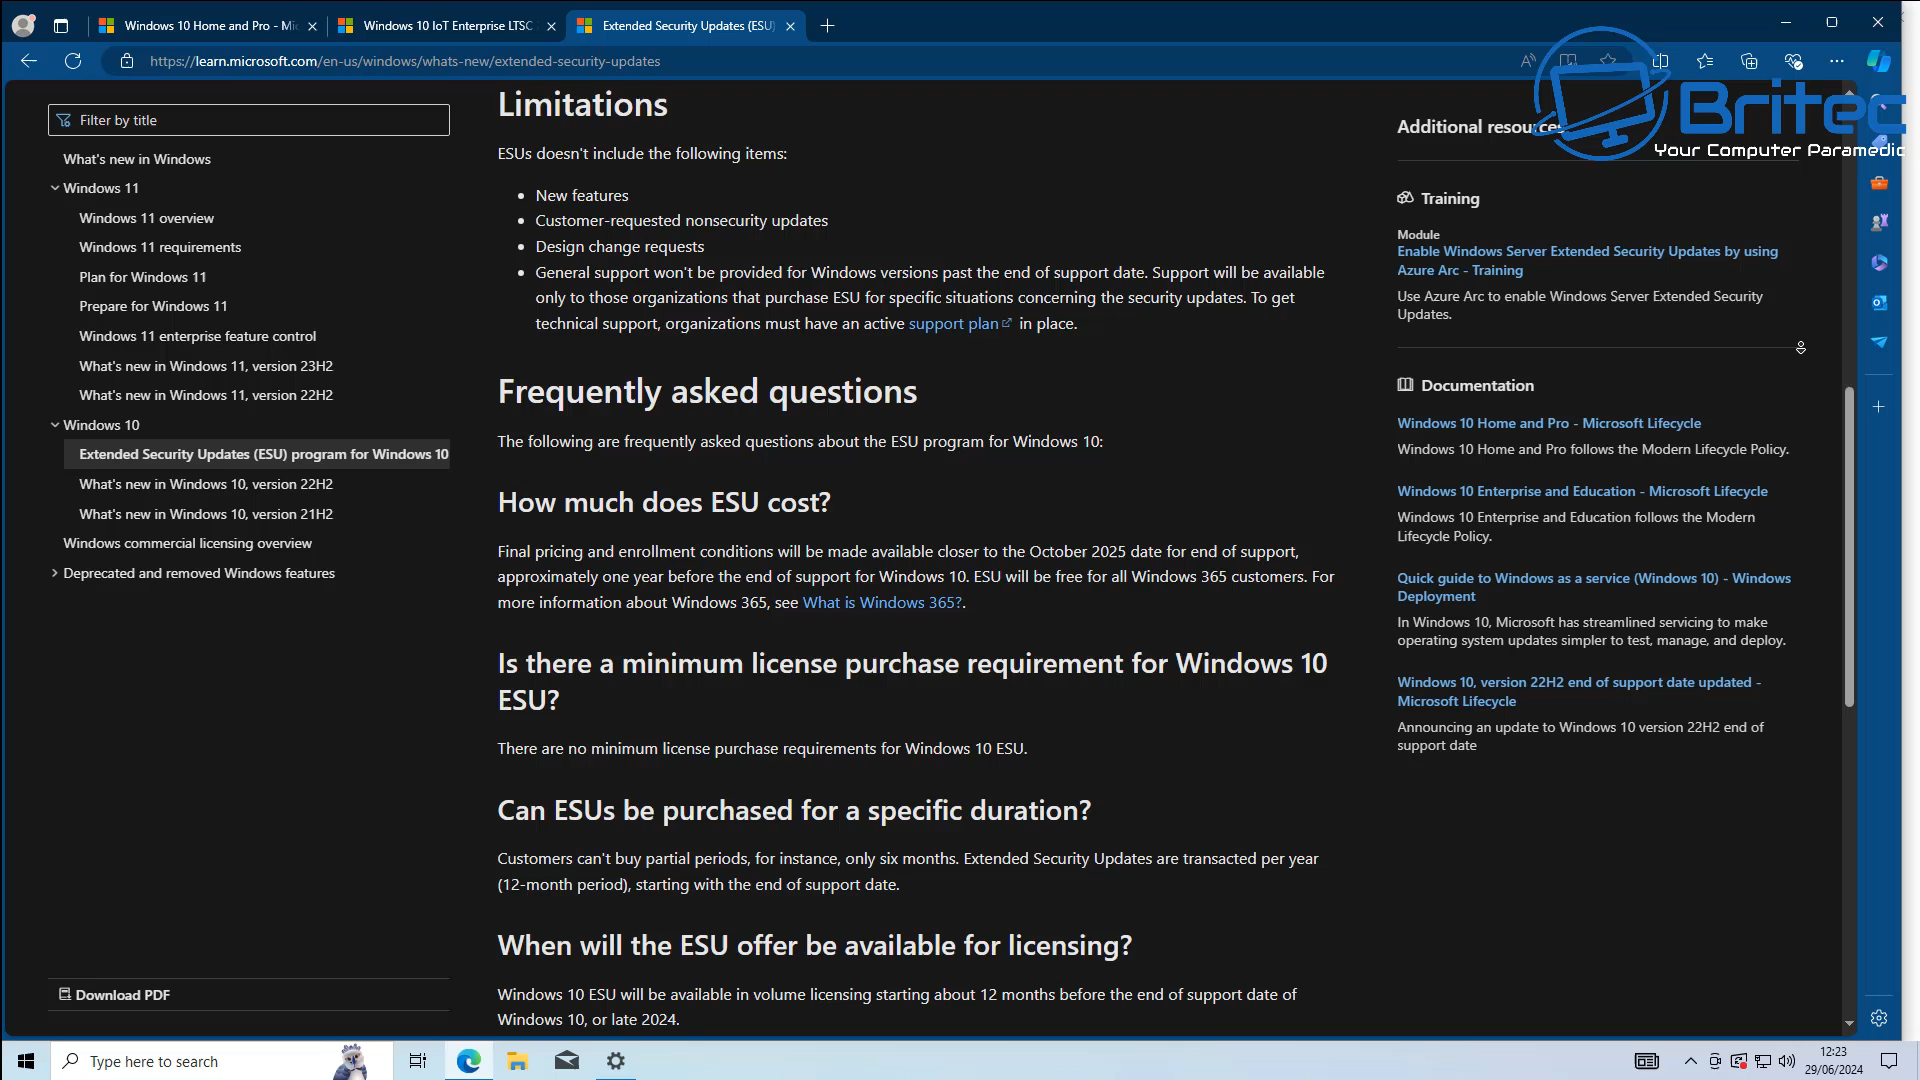 Windows 10 Home and Pro - Mic
Windows 10 IoT Enterprise LTSC
Extended Security Updates (ESU)
https://learn.microsoft.com/en-us/windows/whats-new/extended-security-updates
Britec
Your Computer Paramedic
Filter by title
What's new in Windows
Windows 11
Windows 11 overview
Windows 11 requirements
Plan for Windows 11
Prepare for Windows 11
Windows 11 enterprise feature control
What's new in Windows 11, version 23H2
What's new in Windows 11, version 22H2
Windows 10
Extended Security Updates (ESU) program for Windows 10
What's new in Windows 10, version 22H2
What's new in Windows 10, version 21H2
Windows commercial licensing overview
Deprecated and removed Windows features
Download PDF
Limitations
ESUs doesn't include the following items:
New features
Customer-requested nonsecurity updates
Design change requests
General support won't be provided for Windows versions past the end of support date. Support will be available
only to those organizations that purchase ESU for specific situations concerning the security updates. To get
technical support, organizations must have an active support plan in place.
Frequently asked questions
The following are frequently asked questions about the ESU program for Windows 10:
How much does ESU cost?
Final pricing and enrollment conditions will be made available closer to the October 2025 date for end of support,
approximately one year before the end of support for Windows 10. ESU will be free for all Windows 365 customers. For
more information about Windows 365, see What is Windows 365?.
Is there a minimum license purchase requirement for Windows 10
ESU?
There are no minimum license purchase requirements for Windows 10 ESU.
Can ESUs be purchased for a specific duration?
Customers can't buy partial periods, for instance, only six months. Extended Security Updates are transacted per year
(12-month period), starting with the end of support date.
When will the ESU offer be available for licensing?
Windows 10 ESU will be available in volume licensing starting about 12 months before the end of support date of
Windows 10, or late 2024.
Additional resources
Training
Module
Enable Windows Server Extended Security Updates by using
Azure Arc - Training
Use Azure Arc to enable Windows Server Extended Security
Updates.
Documentation
Windows 10 Home and Pro - Microsoft Lifecycle
Windows 10 Home and Pro follows the Modern Lifecycle Policy.
Windows 10 Enterprise and Education - Microsoft Lifecycle
Windows 10 Enterprise and Education follows the Modern
Lifecycle Policy.
Quick guide to Windows as a service (Windows 10) - Windows
Deployment
In Windows 10, Microsoft has streamlined servicing to make
operating system updates simpler to test, manage, and deploy.
Windows 10, version 22H2 end of support date updated -
Microsoft Lifecycle
Announcing an update to Windows 10 version 22H2 end of
support date
Type here to search
12:23
29/06/2024